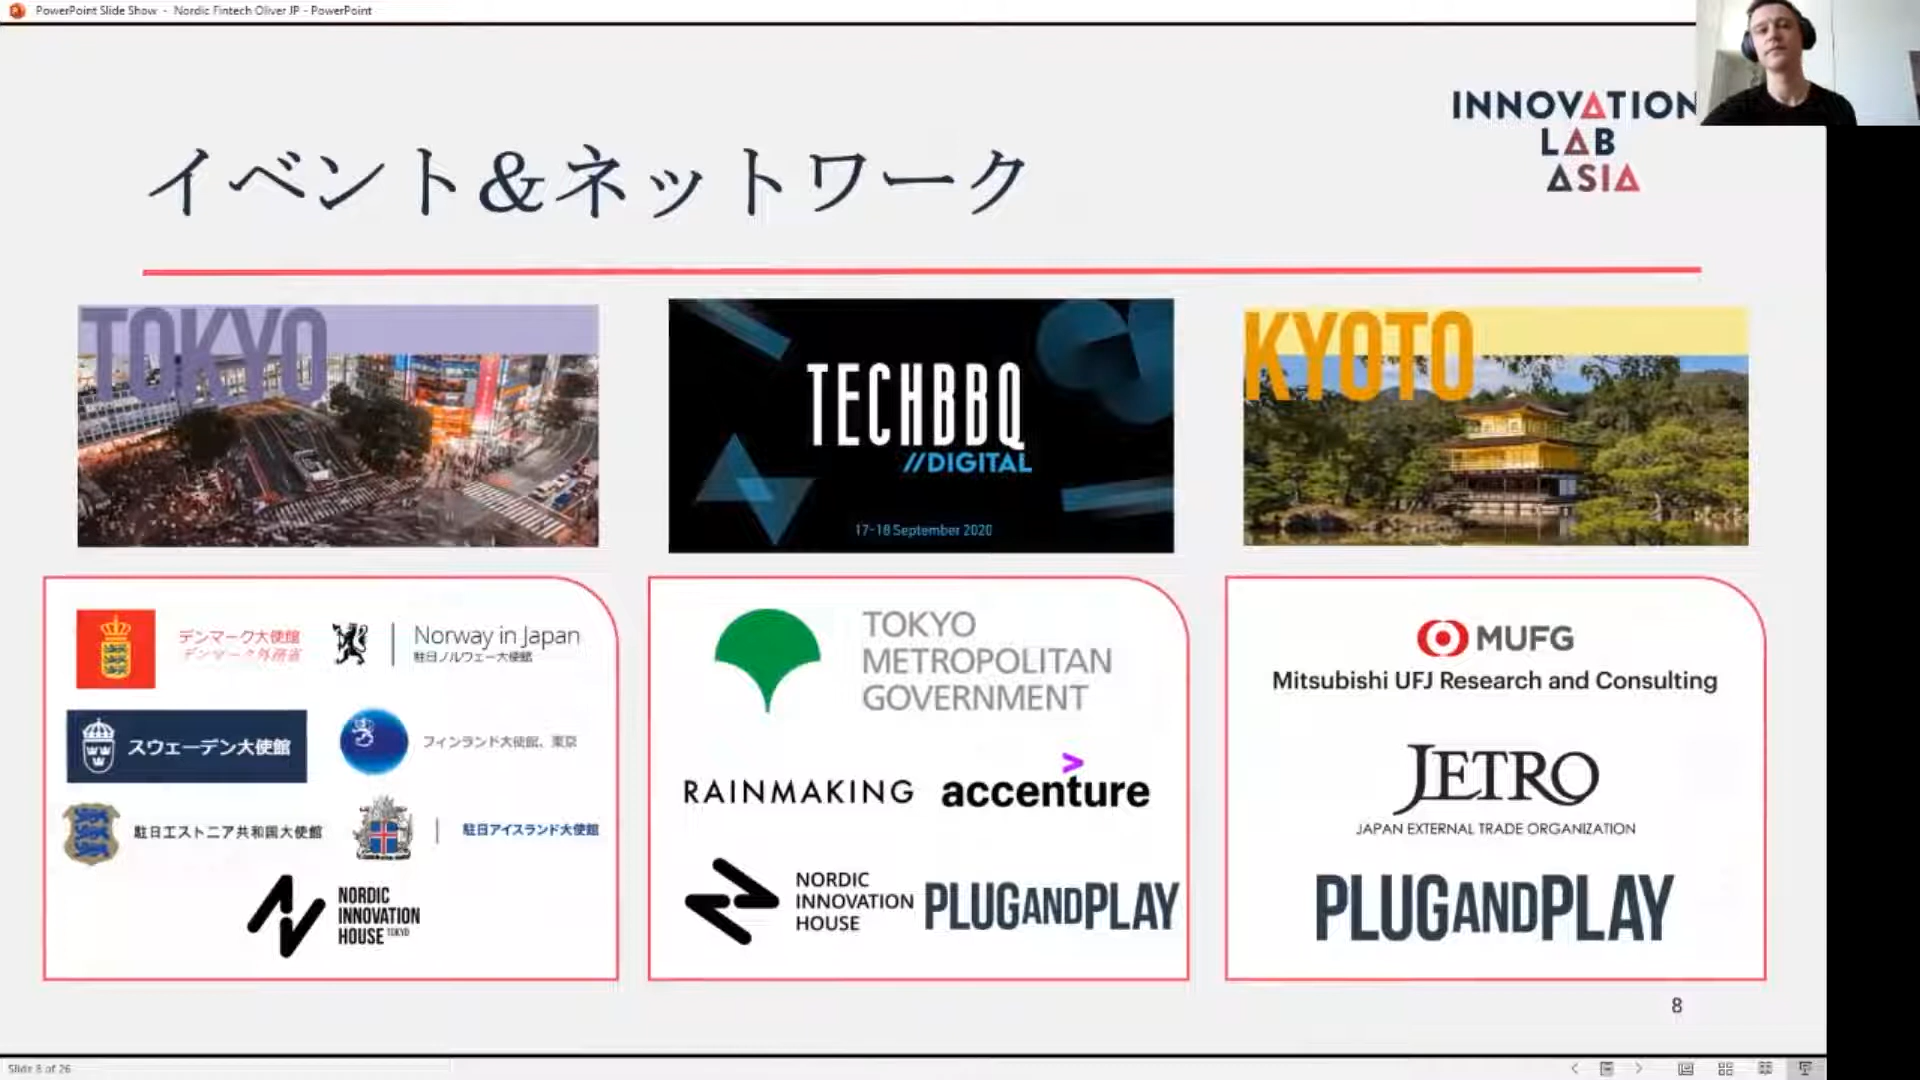 PowerPoint Slide Show - Nordic Fintech Oliver JP - PowerPoint
INNOVATION
LAB
ASIA
イベント&ネットワーク
TOKYO
TECHBBQ
//DIGITAL
17-18 September 2020
KYOTO
デンマーク大使館
デンマーク外務省
Norway in Japan
駐日ノルウェー大使館
スウェーデン大使館
フィンランド大使館、東京
駐日エストニア共和国大使館
駐日アイスランド大使館
NORDIC
INNOVATION
HOUSE TOKYO
TOKYO
METROPOLITAN
GOVERNMENT
RAINMAKING
accenture
NORDIC
INNOVATION
HOUSE
PLUGANDPLAY
MUFG
Mitsubishi UFJ Research and Consulting
JETRO
JAPAN EXTERNAL TRADE ORGANIZATION
PLUGANDPLAY
8
Slide 8 of 26